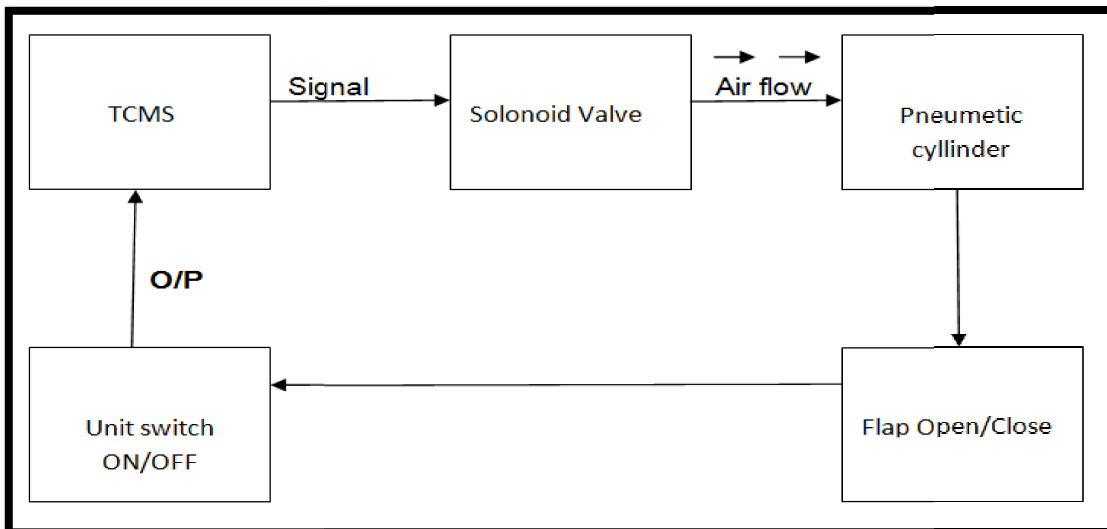 TCMS
Signal
Solonoid Valve
Air flow
Pneumetic
cyllinder
O/P
Unit switch
ON/OFF
Flap Open/Close